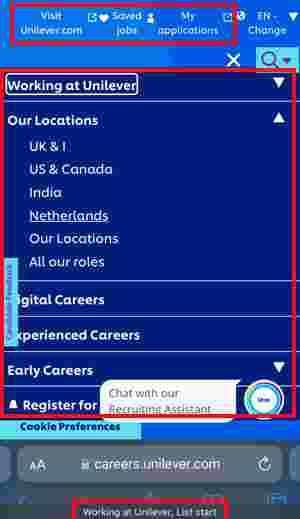 Visit Saved My EN -
Unilever.com jobs applications Change
Working at Unilever
Our Locations
UK & I
US & Canada
India
Netherlands
Our Locations
All our roles
Candidate Feedback
Digital Careers
Experienced Careers
Early Careers
Chat with our
Register for
Recruiting Assistant
Cookie Preferences
AA careers.unilever.com
Working at Unilever, List start